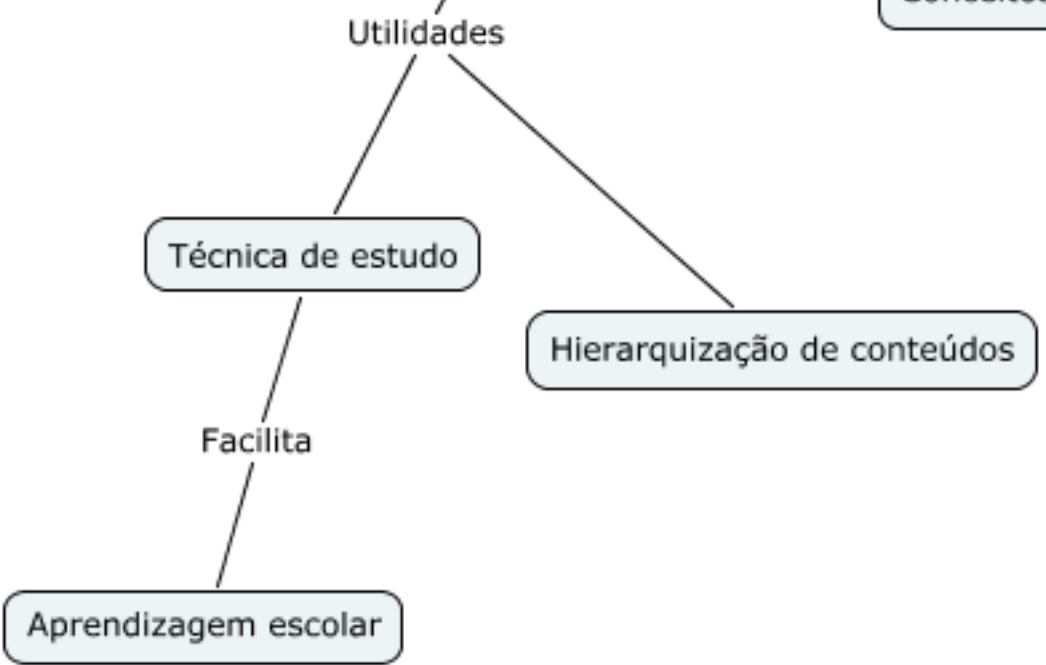 Utilidades
Técnica de estudo
Hierarquização de conteúdos
Facilita
Aprendizagem escolar